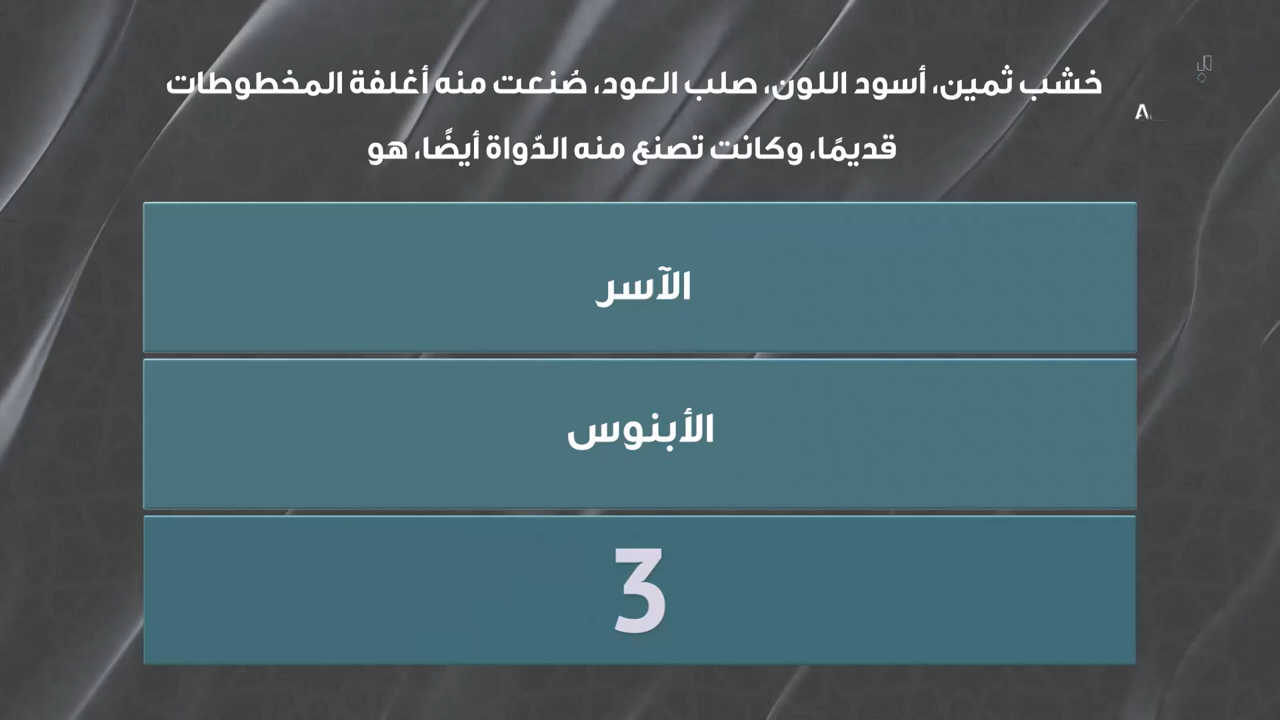 خشب ثمين، أسود اللون، صلب العود، صُنعت منه أغلفة المخطوطات
قديمًا، وكانت تصنع منه الدّواة أيضًا، هو
الآسر
الأبنوس
3